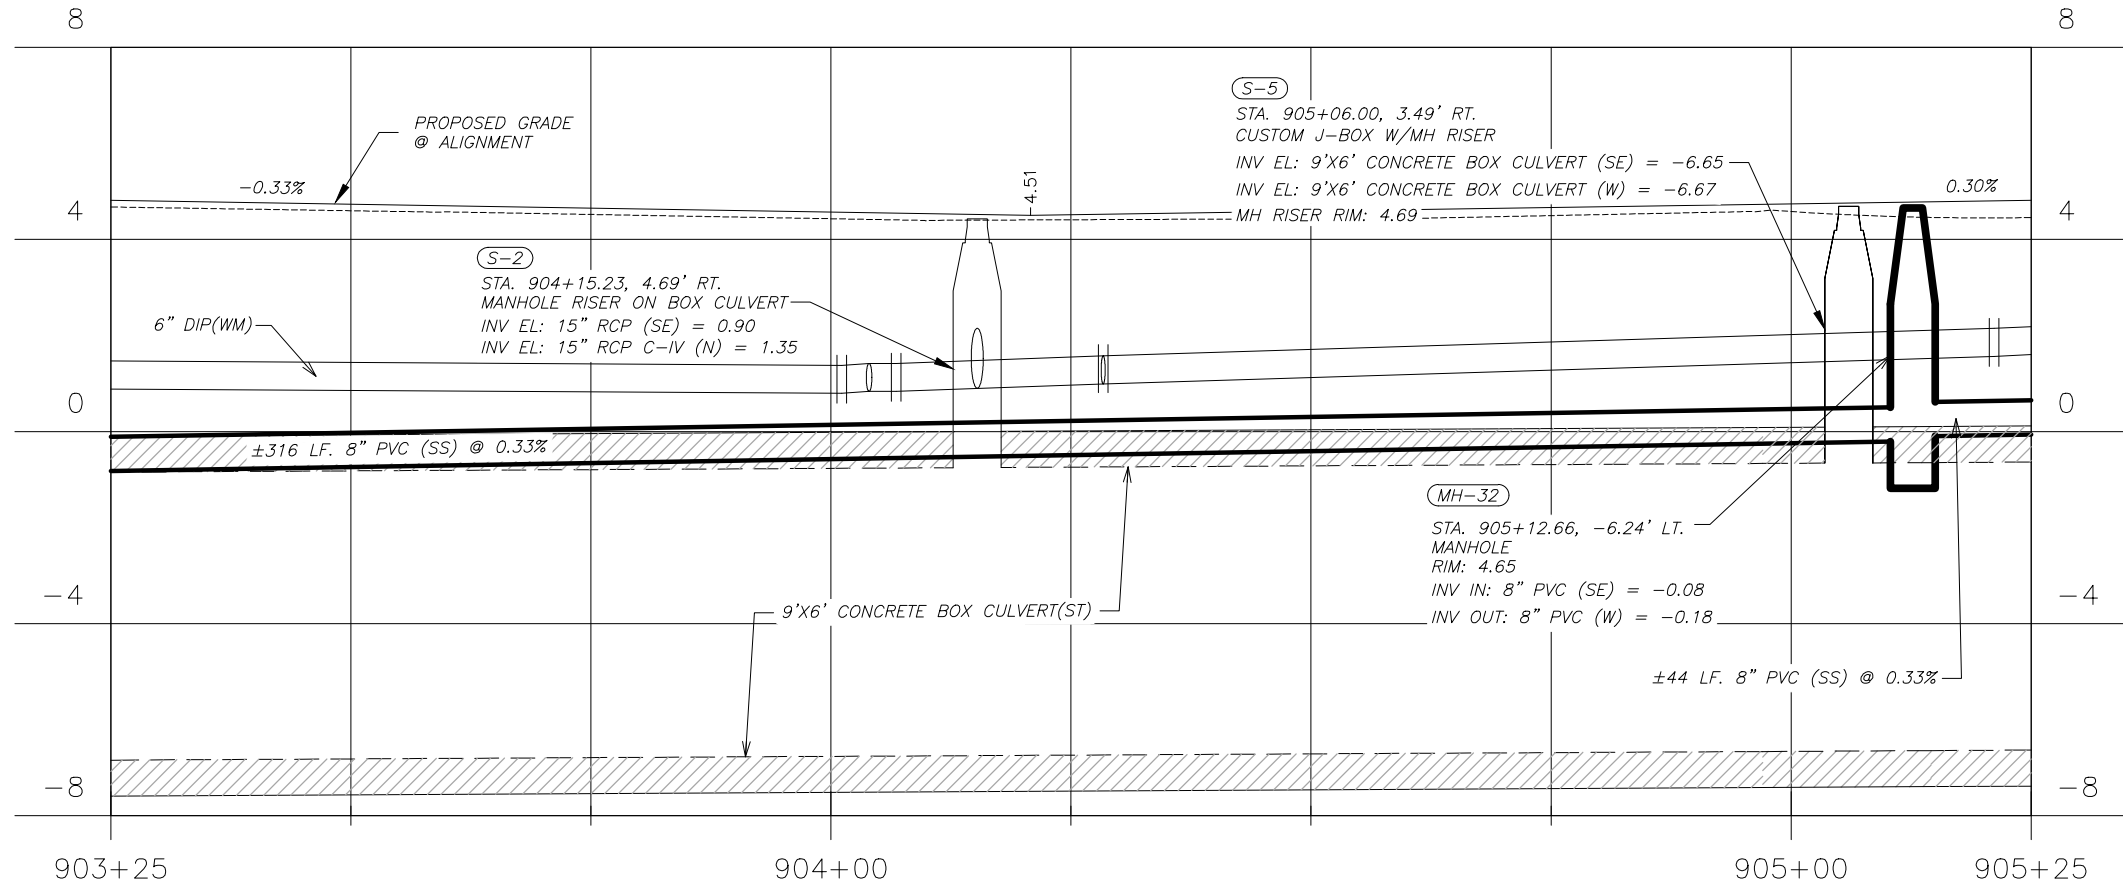 8
8
S-5
STA. 905+06.00, 3.49' RT.
CUSTOM J-BOX W/MH RISER
INV EL: 9'X6' CONCRETE BOX CULVERT (SE) = -6.65
INV EL: 9'X6' CONCRETE BOX CULVERT (W) = -6.67
MH RISER RIM: 4.69
PROPOSED GRADE
@ ALIGNMENT
-0.33%
4.51
0.30%
4
4
S-2
STA. 904+15.23, 4.69' RT.
MANHOLE RISER ON BOX CULVERT
INV EL: 15" RCP (SE) = 0.90
INV EL: 15" RCP C-IV (N) = 1.35
6" DIP(WM)
0
0
±316 LF. 8" PVC (SS) @ 0.33%
MH-32
STA. 905+12.66, -6.24' LT.
MANHOLE
RIM: 4.65
INV IN: 8" PVC (SE) = -0.08
INV OUT: 8" PVC (W) = -0.18
-4
-4
9'X6' CONCRETE BOX CULVERT(ST)
±44 LF. 8" PVC (SS) @ 0.33%
-8
-8
903+25
904+00
905+00
905+25